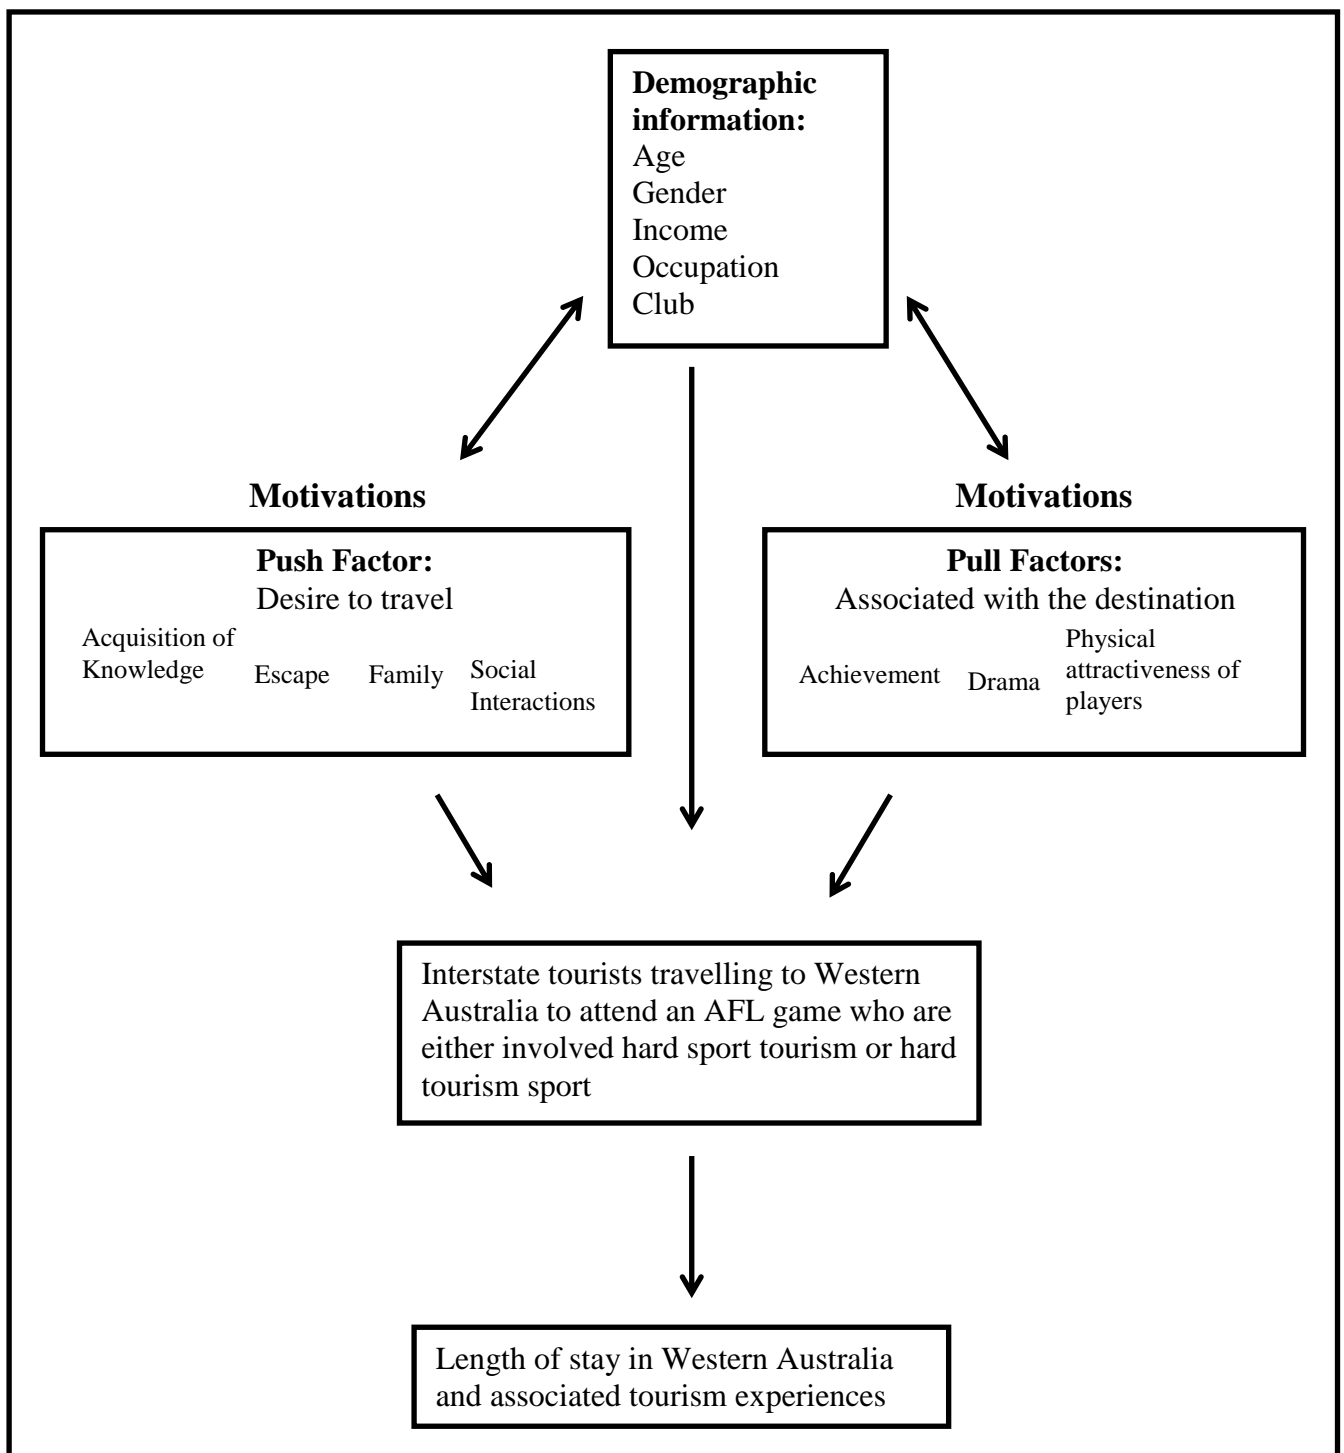 Demographic
information:
Age
Gender
Income
Occupation
Club
Motivations
Push Factor:
Desire to travel
Acquisition of
Knowledge
Escape
Family
Social
Interactions
Motivations
Pull Factors:
Associated with the destination
Achievement
Drama
Physical
attractiveness of
players
Interstate tourists travelling to Western
Australia to attend an AFL game who are
either involved hard sport tourism or hard
tourism sport
Length of stay in Western Australia
and associated tourism experiences